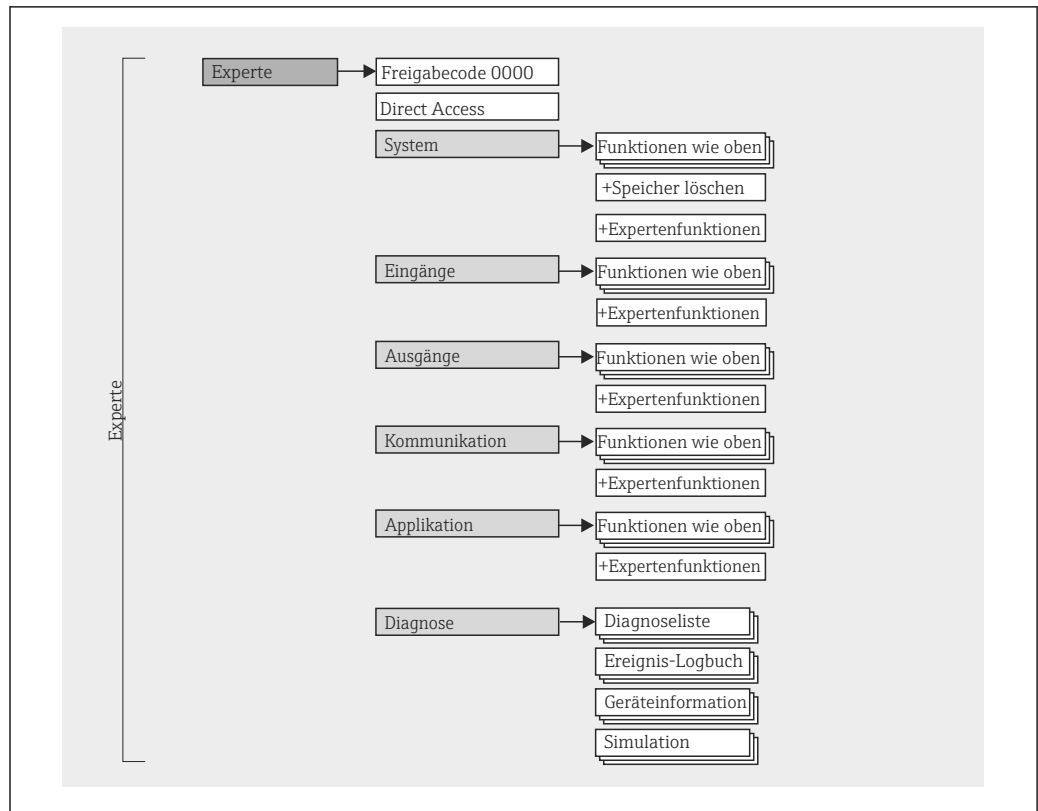 Experte
Experte
Freigabecode 0000
Direct Access
System
Funktionen wie oben
+Speicher löschen
+Expertenfunktionen
Eingänge
Funktionen wie oben
+Expertenfunktionen
Ausgänge
Funktionen wie oben
+Expertenfunktionen
Kommunikation
Funktionen wie oben
+Expertenfunktionen
Applikation
Funktionen wie oben
+Expertenfunktionen
Diagnose
Diagnoseliste
Ereignis-Logbuch
Geräteinformation
Simulation